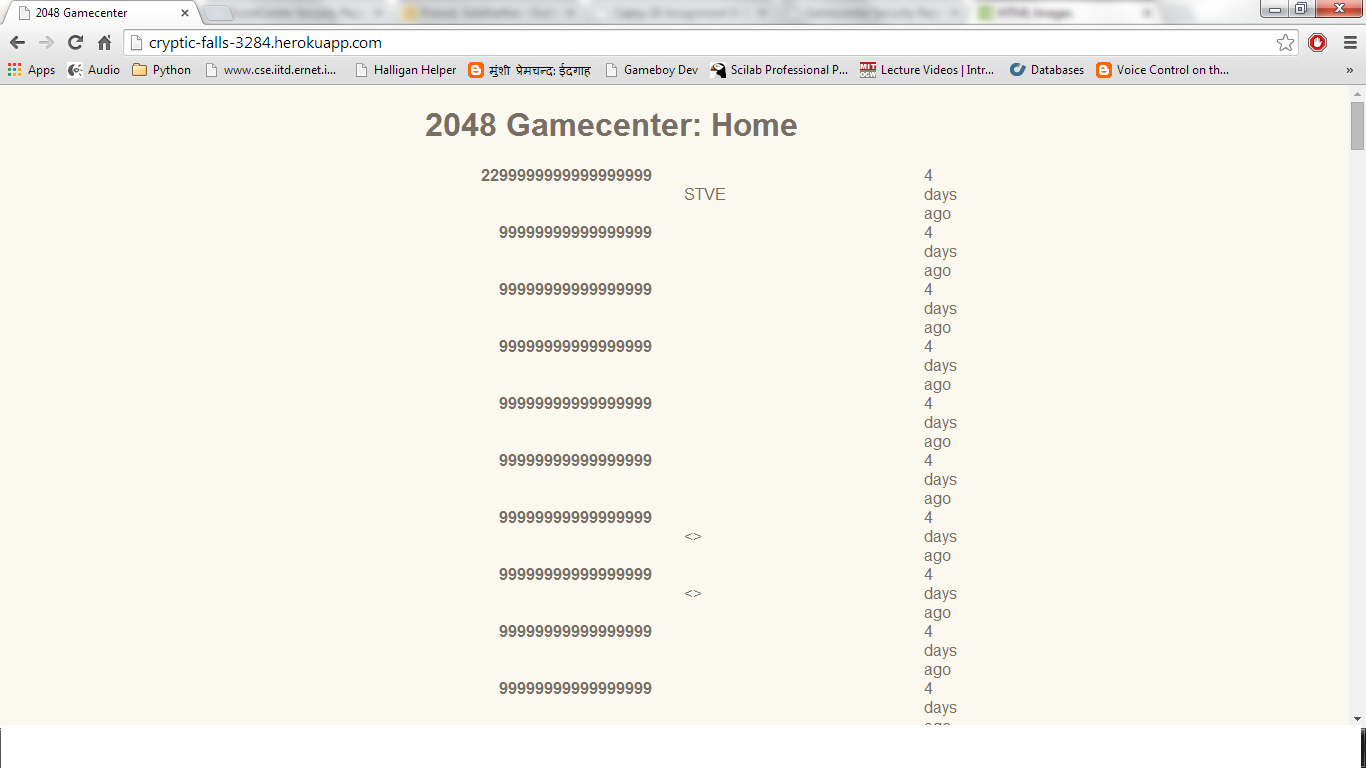 2048 Gamecenter
cryptic-falls-3284.herokuapp.com
Apps Audio Python www.cse.iitd.ernet.i... Halligan Helper मुंशी प्रेमचन्द: ईदगाह Gameboy Dev Scilab Professional P... MIT OCW Lecture Videos | Intr... Databases Voice Control on th... »
2048 Gamecenter: Home
2299999999999999999 4
STVE days
ago
99999999999999999 4
days
ago
99999999999999999 4
days
ago
99999999999999999 4
days
ago
99999999999999999 4
days
ago
99999999999999999 4
days
ago
99999999999999999 4
<> days
ago
99999999999999999 4
<> days
ago
99999999999999999 4
days
ago
99999999999999999 4
days
ago